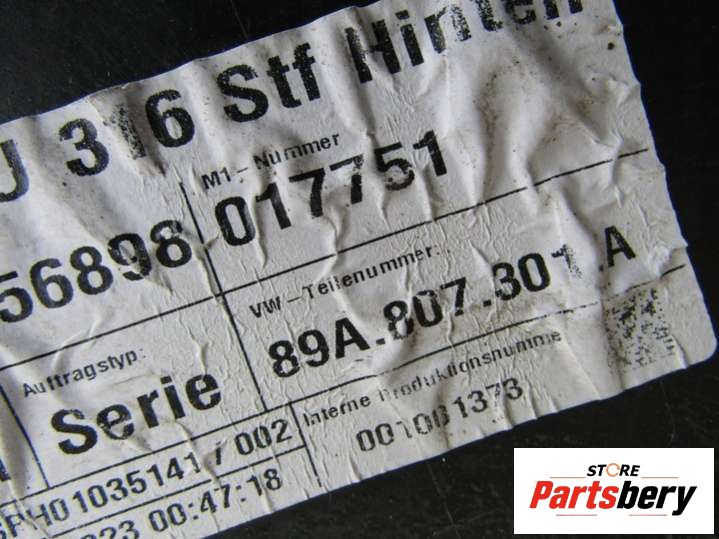 J 316 Stf Hinten
56898
M1-Nummer
017751
Auftragstyp:
Serie
VW-Teilenummer:
89A.807.301.A
Interne Produktionsnumme
001001373
PH01035141 / 002
023 00:47:18
STORE
Partsbery